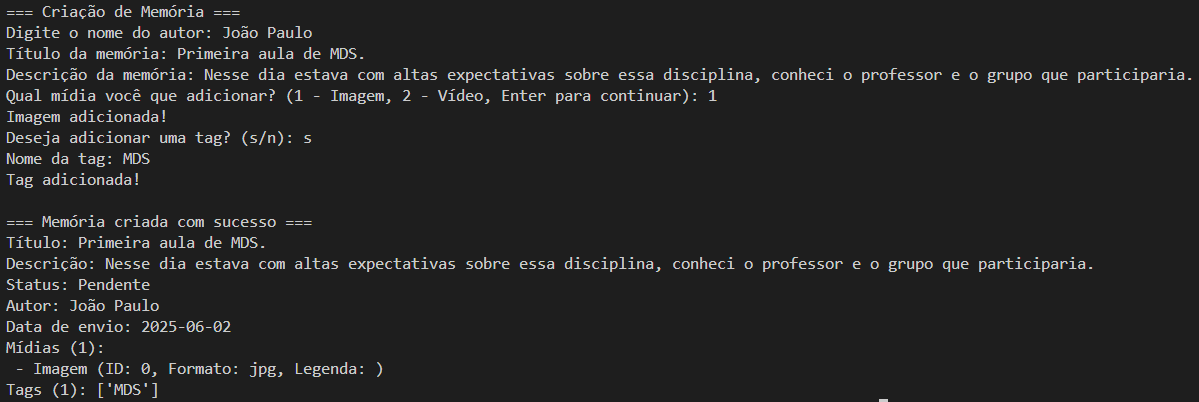 === Criação de Memória ===
Digite o nome do autor: João Paulo
Título da memória: Primeira aula de MDS.
Descrição da memória: Nesse dia estava com altas expectativas sobre essa disciplina, conheci o professor e o grupo que participaria.
Qual mídia você que adicionar? (1 - Imagem, 2 - Vídeo, Enter para continuar): 1
Imagem adicionada!
Deseja adicionar uma tag? (s/n): s
Nome da tag: MDS
Tag adicionada!

=== Memória criada com sucesso ===
Título: Primeira aula de MDS.
Descrição: Nesse dia estava com altas expectativas sobre essa disciplina, conheci o professor e o grupo que participaria.
Status: Pendente
Autor: João Paulo
Data de envio: 2025-06-02
Mídias (1):
 - Imagem (ID: 0, Formato: jpg, Legenda: )
Tags (1): ['MDS']